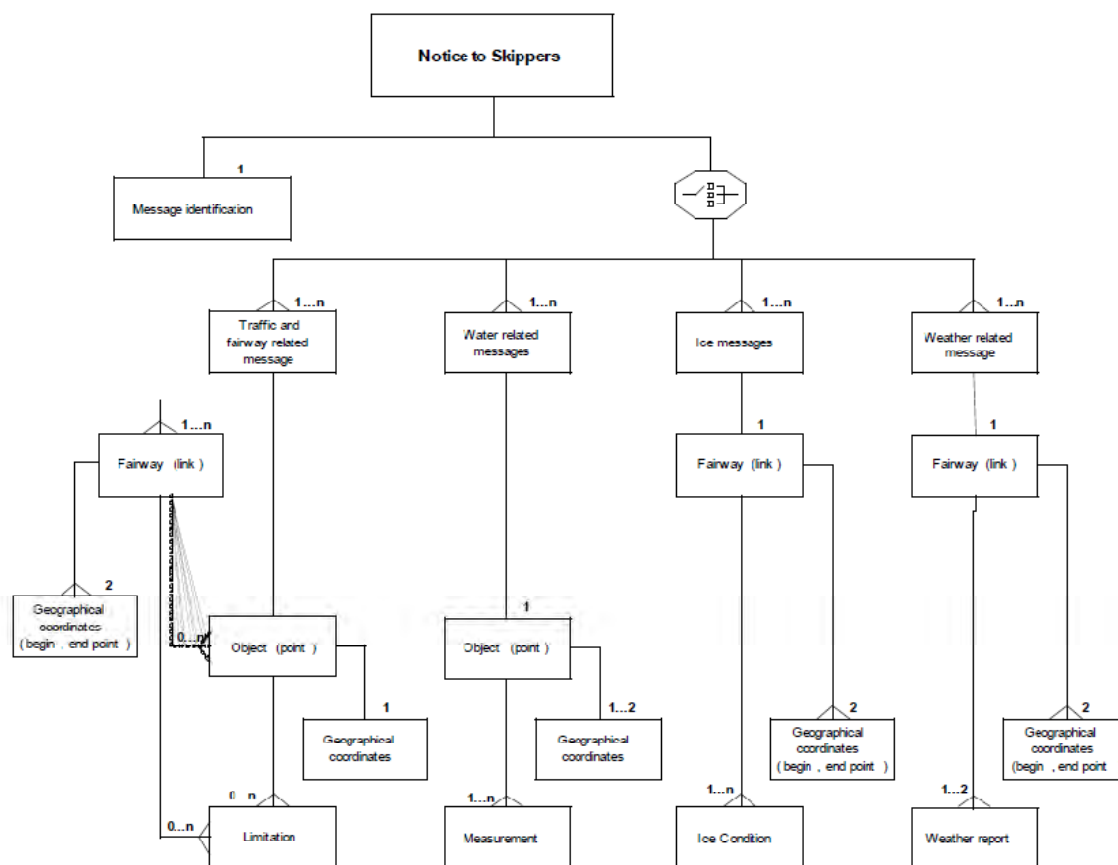 Notice to Skippers
1
Message identification
1...n
1...n
1...n
1...n
Traffic and
fairway related
message
Water related
messages
Ice messages
Weather related
message
1...n
1
1
Fairway (link )
Fairway (link )
Fairway (link )
2
Geographical
coordinates
( begin , end point )
0...n
Object (point )
1
Object (point )
1
Geographical
coordinates
1...2
Geographical
coordinates
2
Geographical
coordinates
(begin , end point )
2
Geographical
coordinates
(begin , end point
0 n
0...n
Limitation
1...n
Measurement
1...n
Ice Condition
1...2
Weather report